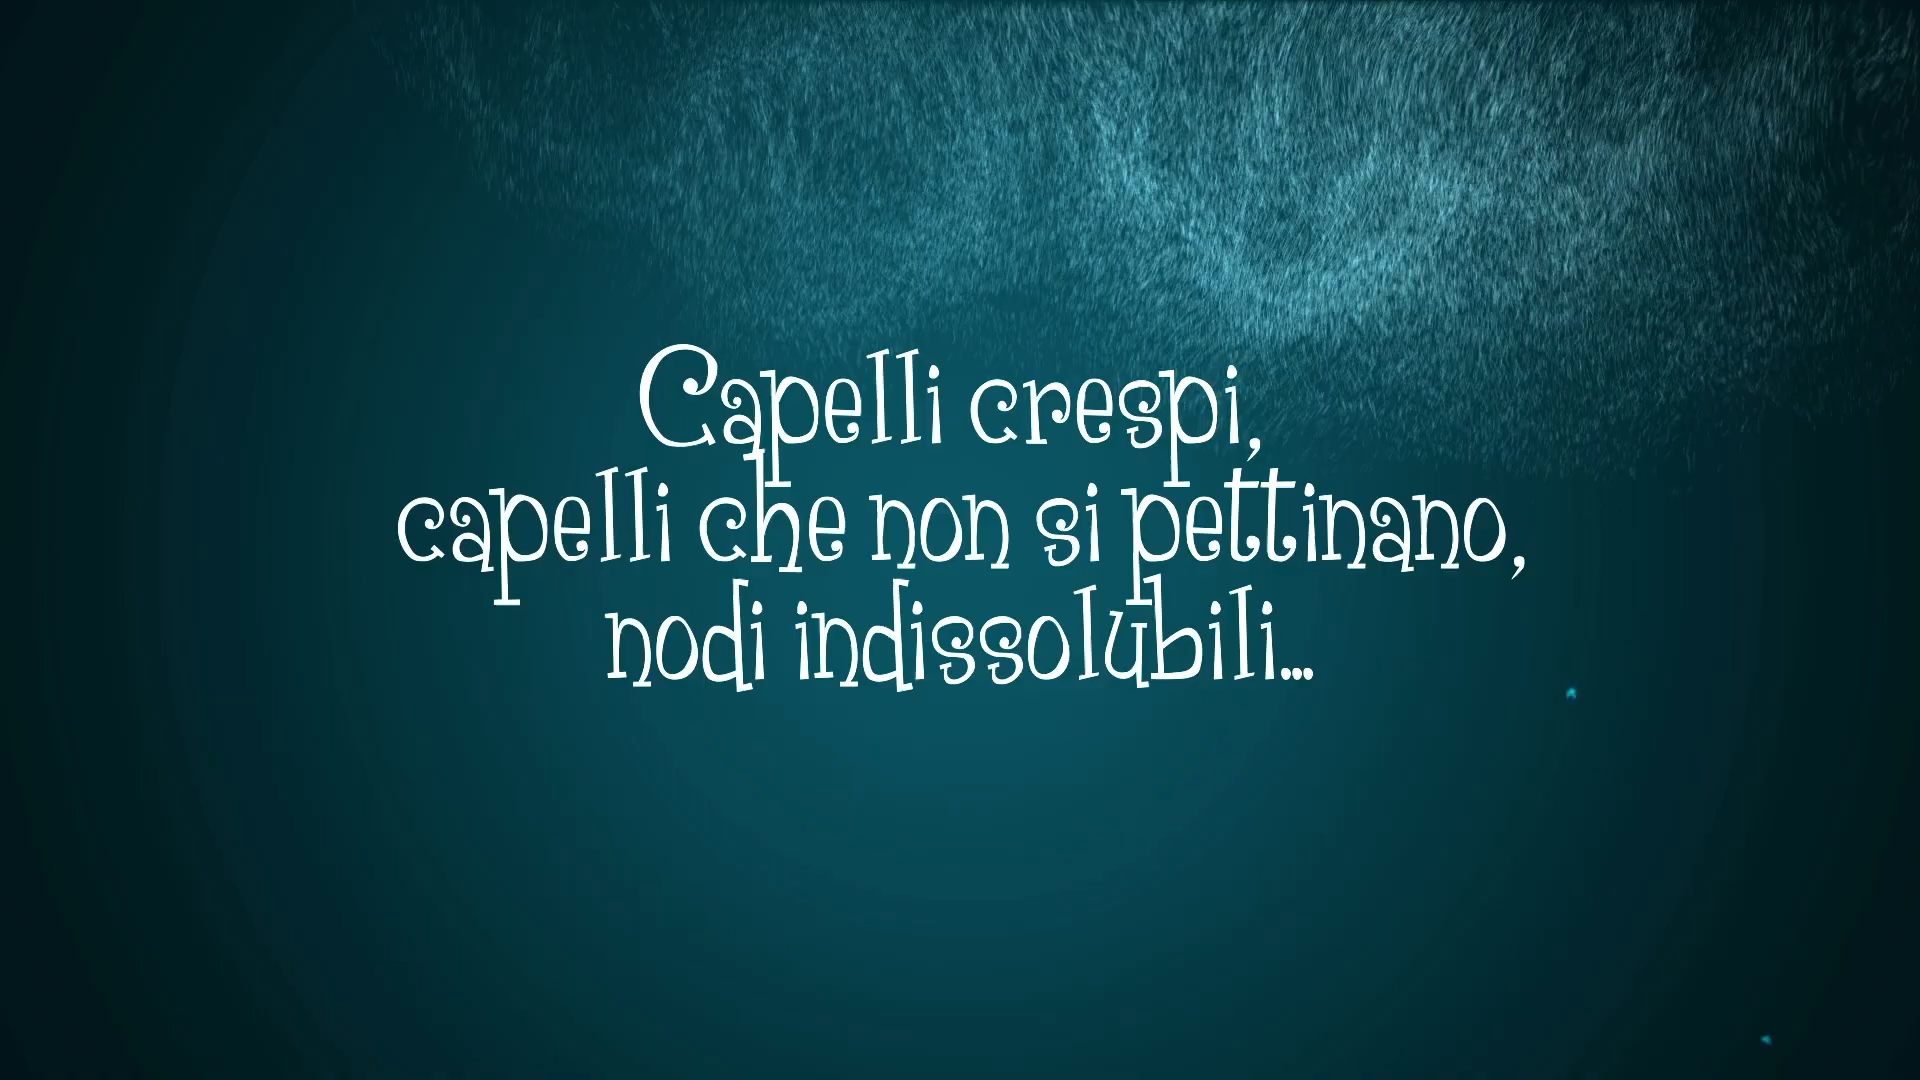 Capelli crespi,
capelli che non si pettinano,
nodi indissolubili...